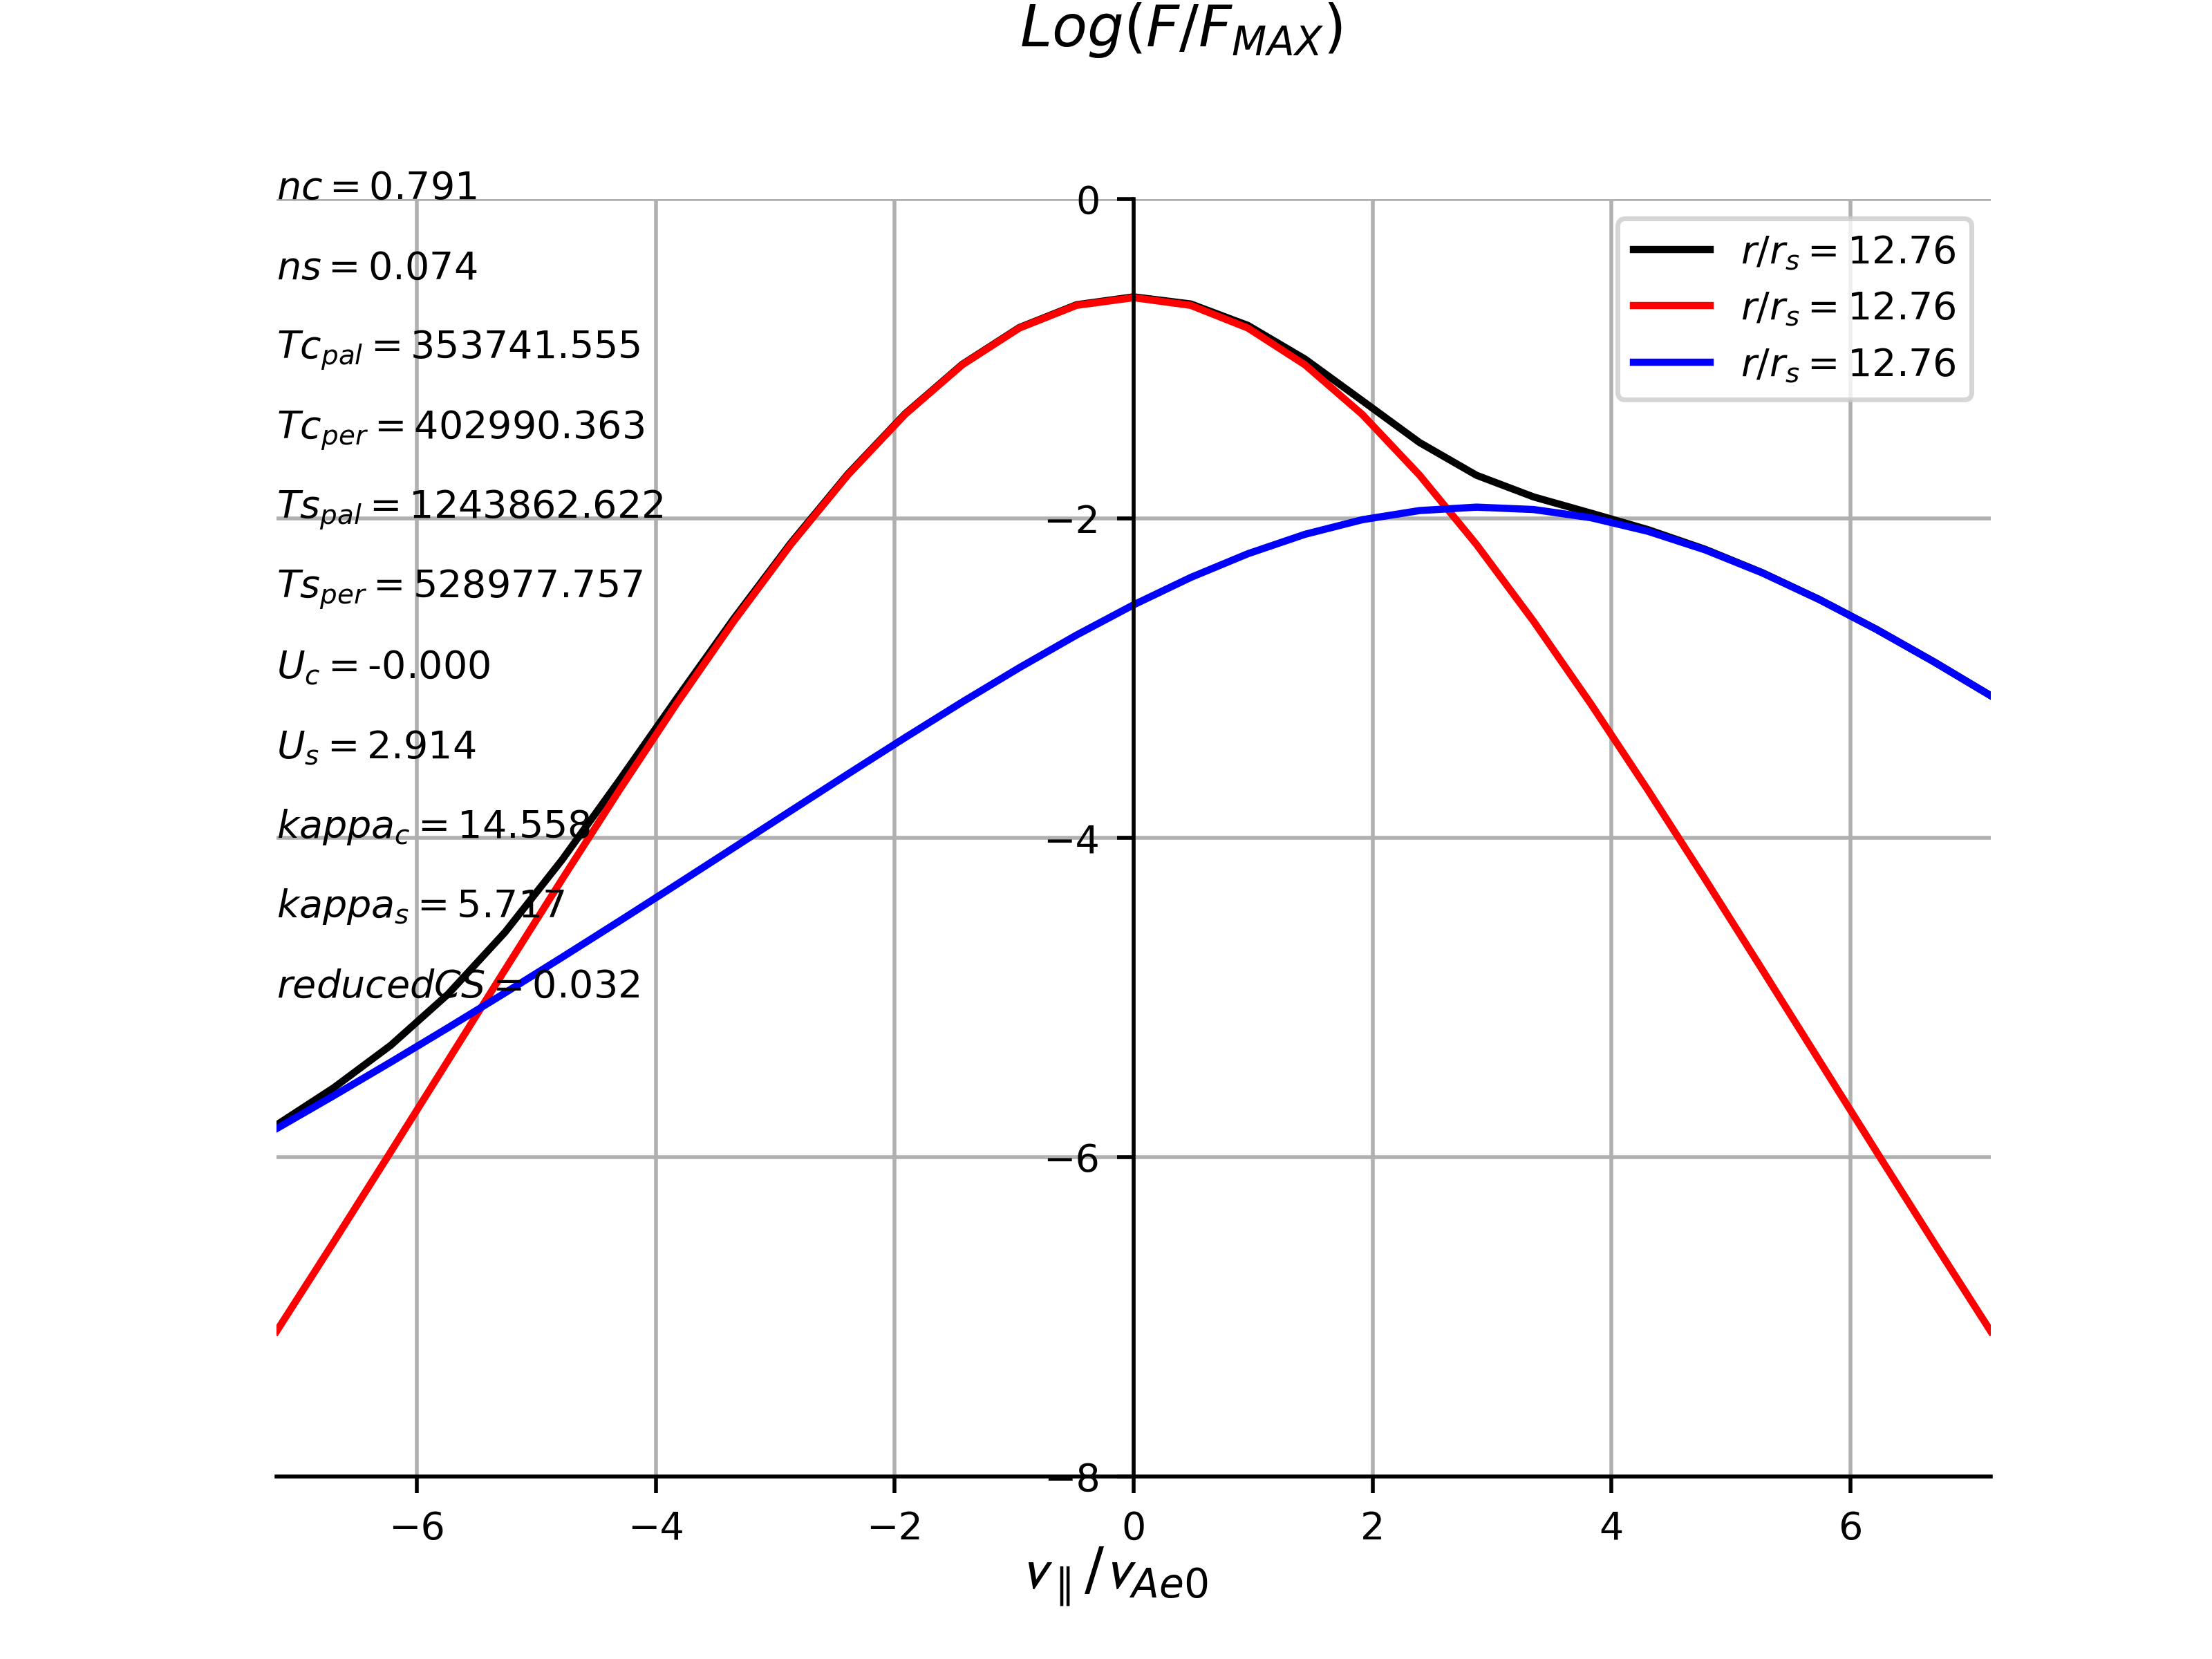 Log(F/F_MAX)
nc = 0.791
ns = 0.074
Tc_pal = 353741.555
Tc_per = 402990.363
Ts_pal = 1243862.622
Ts_per = 528977.757
U_c = -0.000
U_s = 2.914
kappa_c = 14.558
kappa_s = 5.717
reducedCS = 0.032
r/r_s = 12.76
r/r_s = 12.76
r/r_s = 12.76
0
−2
−4
−6
−8
−6 −4 −2 0 2 4 6
v_∥/v_Ae0